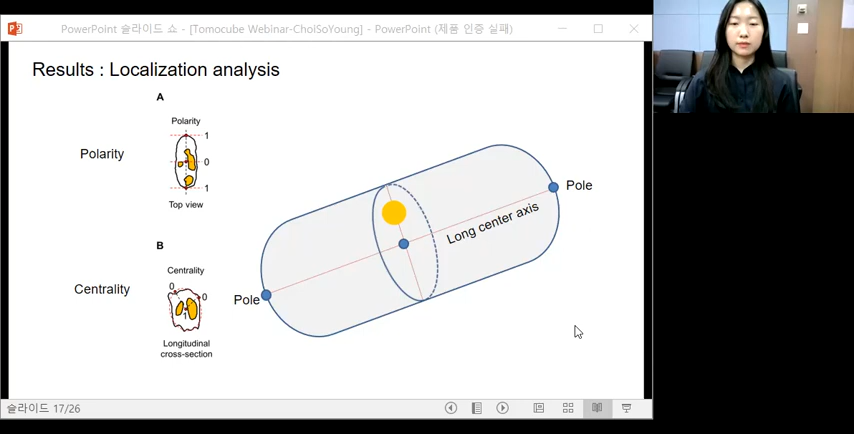 PowerPoint 슬라이드 쇼 - [Tomocube Webinar-ChoiSoYoung] - PowerPoint (제품 인증 실패)
Results : Localization analysis
A
Polarity
Polarity
1
0
1
Top view
B
Centrality
Centrality
0
0
1
Longitudinal
cross-section
Pole
Long center axis
Pole
슬라이드 17/26